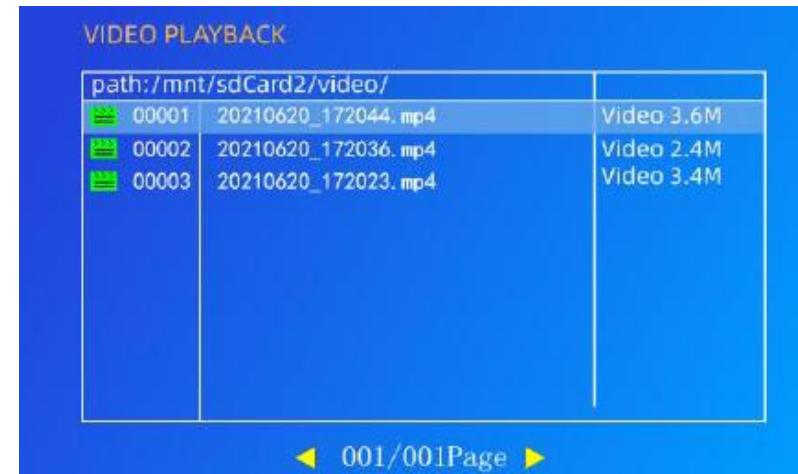 VIDEO PLAYBACK
path:/mnt/sdCard2/video/
00001 20210620_172044.mp4 Video 3.6M
00002 20210620_172036.mp4 Video 2.4M
00003 20210620_172023.mp4 Video 3.4M
001/001Page